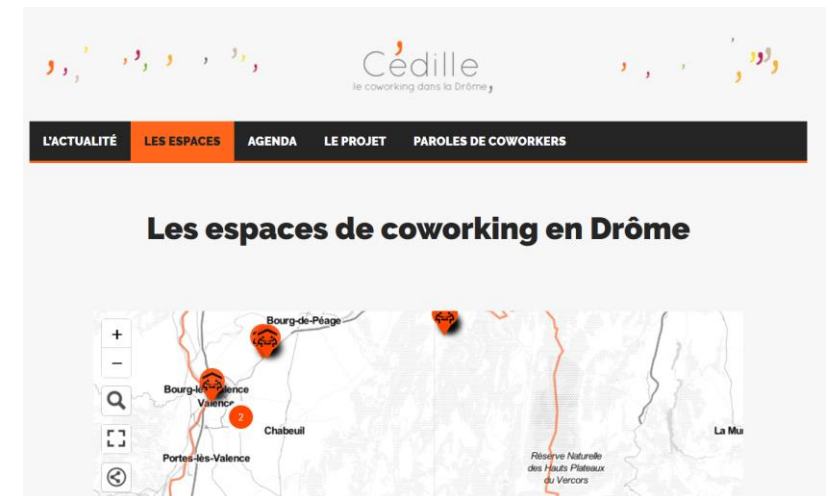 Cédille
le coworking dans la Drôme
L'ACTUALITÉ LES ESPACES AGENDA LE PROJET PAROLES DE COWORKERS
Les espaces de coworking en Drôme
Bourg-de-Péage
+
−
Valence
2
Chabeuil
La Mu
Portes-lès-Valence
Réserve Naturelle
des Hauts Plateaux
du Vercors